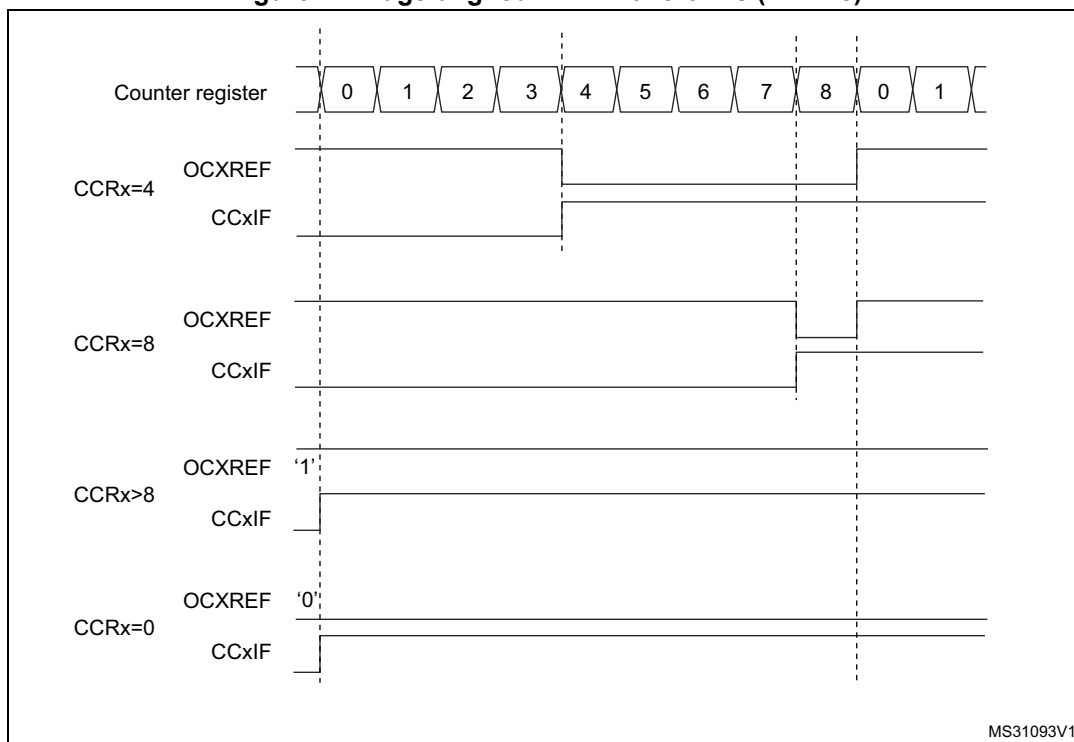 Counter register 0 1 2 3 4 5 6 7 8 0 1
OCXREF
CCRx=4
CCxIF
OCXREF
CCRx=8
CCxIF
OCXREF '1'
CCRx>8
CCxIF
OCXREF '0'
CCRx=0
CCxIF
MS31093V1